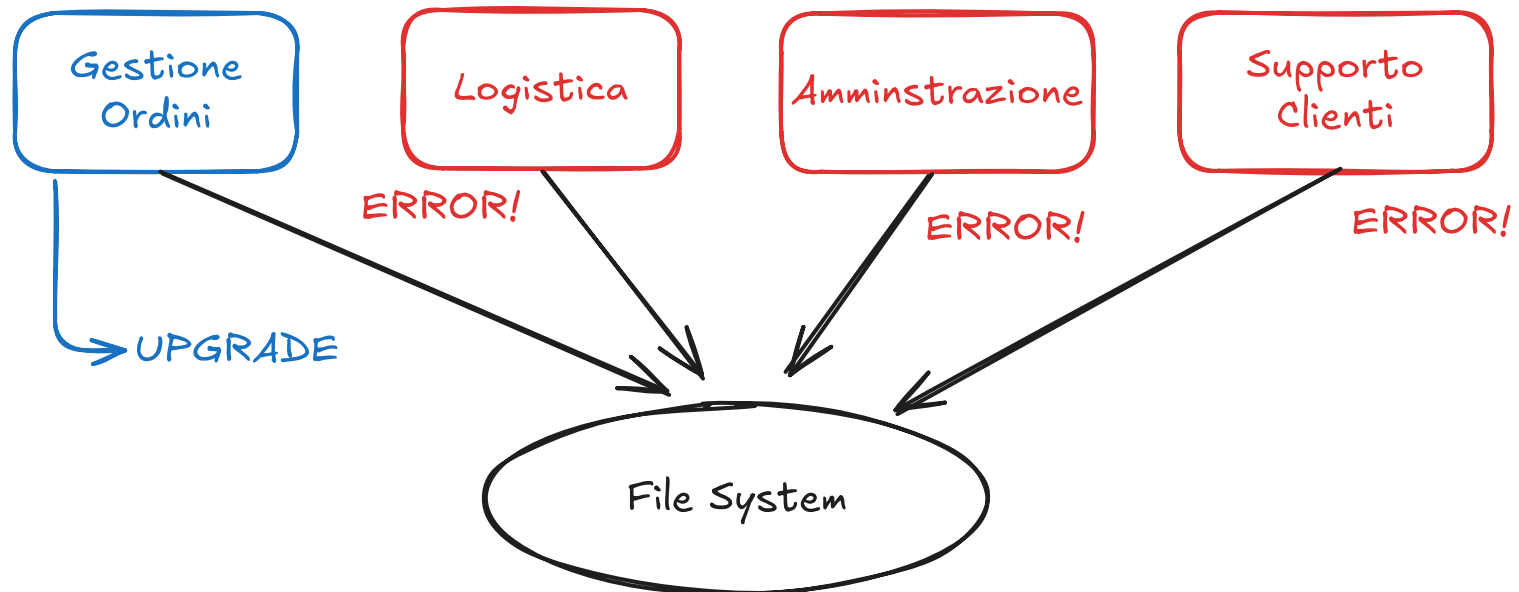 Gestione
Ordini
Logistica
Amminstrazione
Supporto
Clienti
ERROR!
ERROR!
ERROR!
UPGRADE
File System